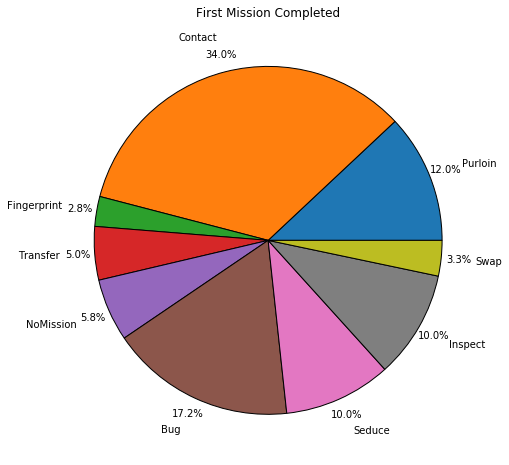 First Mission Completed
Contact
34.0%
Purloin
12.0%
Fingerprint
2.8%
Transfer
5.0%
Swap
3.3%
NoMission
5.8%
Inspect
10.0%
Bug
17.2%
Seduce
10.0%